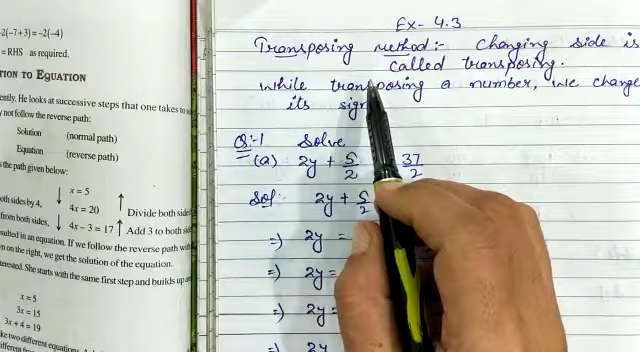 -2(-7+3)=-2(-4)
= RHS as required.
TION TO EQUATION
ently. He looks at successive steps that one takes to
not follow the reverse path:
Solution (normal path)
Equation (reverse path)
the path given below:
x = 5
oth sides by 4, 4x = 20 Divide both side
from both sides, 4x – 3 = 17 Add 3 to both sid
sulted in an equation. If we follow the reverse path
n on the right, we get the solution of the equation.
terested. She starts with the same first step and builds up
x = 5
3x = 15
3x + 4 = 19
ke two different equations.
Ex- 4.3
Transposing method:- Changing side is
called transposing.
While transposing a number, we change
its sign
Q:-1 Solve
(a) 2y + 5/2 37/2
Sol:- 2y + 5/2
=) 2y =
=) 2y =
=) 2y =
=) 2y